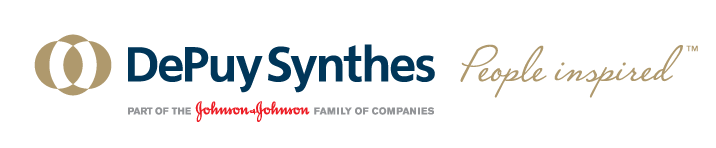 DePuy Synthes People inspired™
PART OF THE Johnson & Johnson FAMILY OF COMPANIES